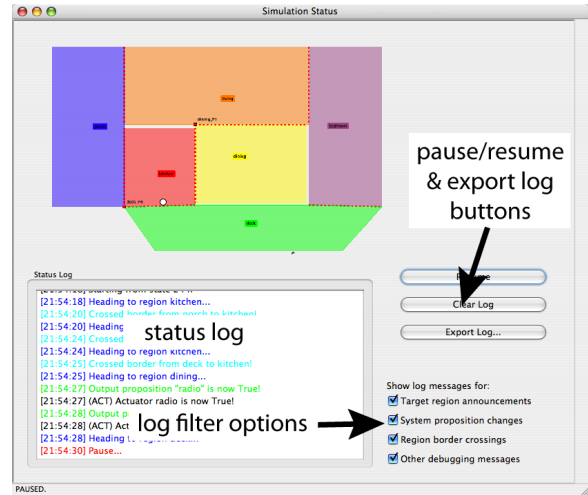 Simulation Status
living
porch
dining_P1
bedroom
dining
kitchen
deck_P4
deck
pause/resume
& export log
buttons
Status Log
[21:54:18] Heading to region kitchen...
[21:54:20] Crossed border from porch to kitchen!
[21:54:20] Heading
[21:54:24] Crossed
[21:54:24] Heading to region kitchen...
[21:54:25] Crossed border from deck to kitchen!
[21:54:25] Heading to region dining...
[21:54:27] Output proposition "radio" is now True!
[21:54:27] (ACT) Actuator radio is now True!
[21:54:28] Output
[21:54:28] (ACT)
[21:54:28] Heading
[21:54:30] Pause...
status log
log filter options
Clear Log
Export Log...
Show log messages for:
Target region announcements
System proposition changes
Region border crossings
Other debugging messages
PAUSED.